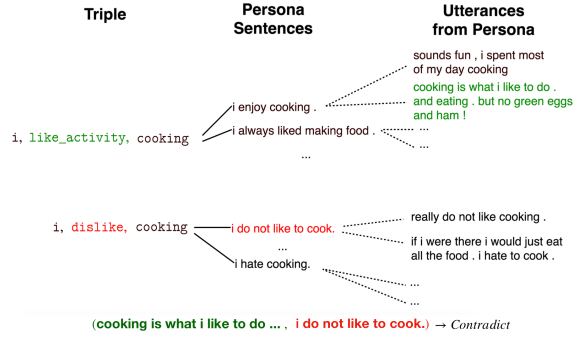 Triple
Persona
Sentences
Utterances
from Persona
sounds fun , i spent most
of my day cooking
cooking is what i like to do .
and eating . but no green eggs
and ham !
i enjoy cooking .
i always liked making food .
...
...
...
i, like_activity, cooking
really do not like cooking .
i, dislike, cooking
i do not like to cook.
...
if i were there i would just eat
all the food . i hate to cook .
i hate cooking.
...
...
(cooking is what i like to do ... , i do not like to cook.) → Contradict